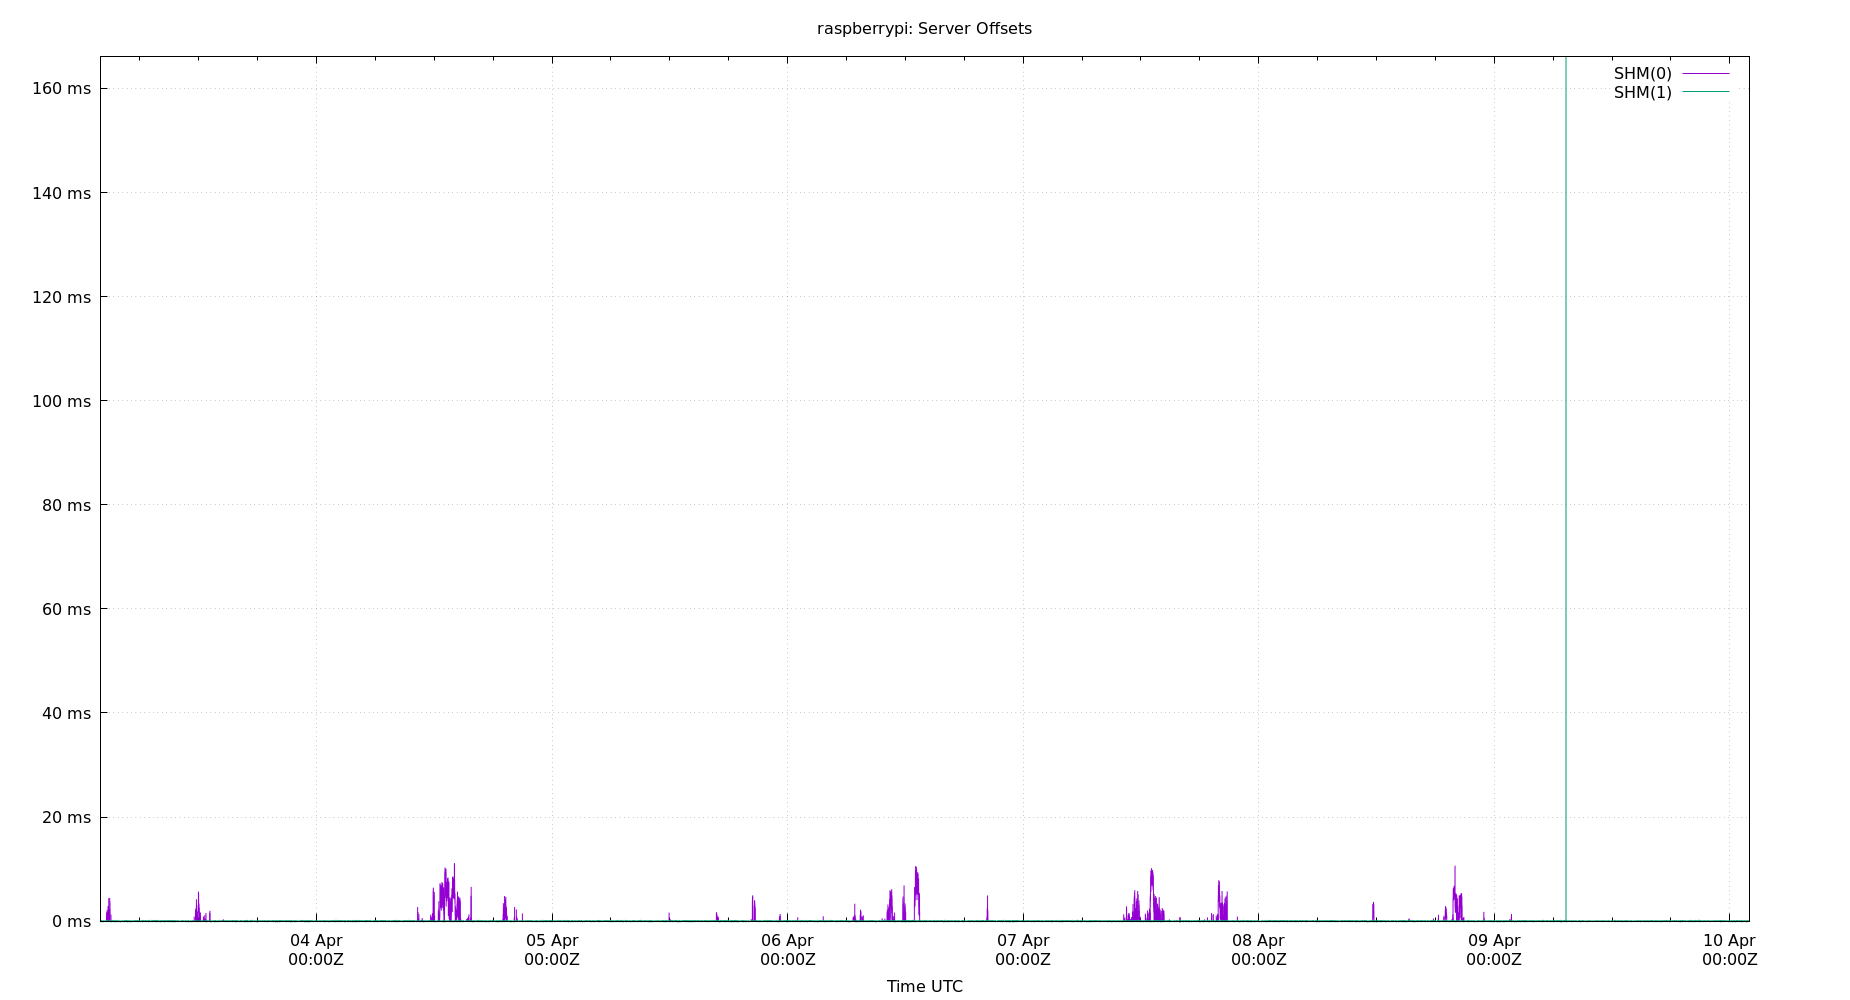 raspberrypi: Server Offsets
SHM(0)
SHM(1)
160 ms
140 ms
120 ms
100 ms
80 ms
60 ms
40 ms
20 ms
0 ms
04 Apr 05 Apr 06 Apr 07 Apr 08 Apr 09 Apr 10 Apr
00:00Z 00:00Z 00:00Z 00:00Z 00:00Z 00:00Z 00:00Z
Time UTC